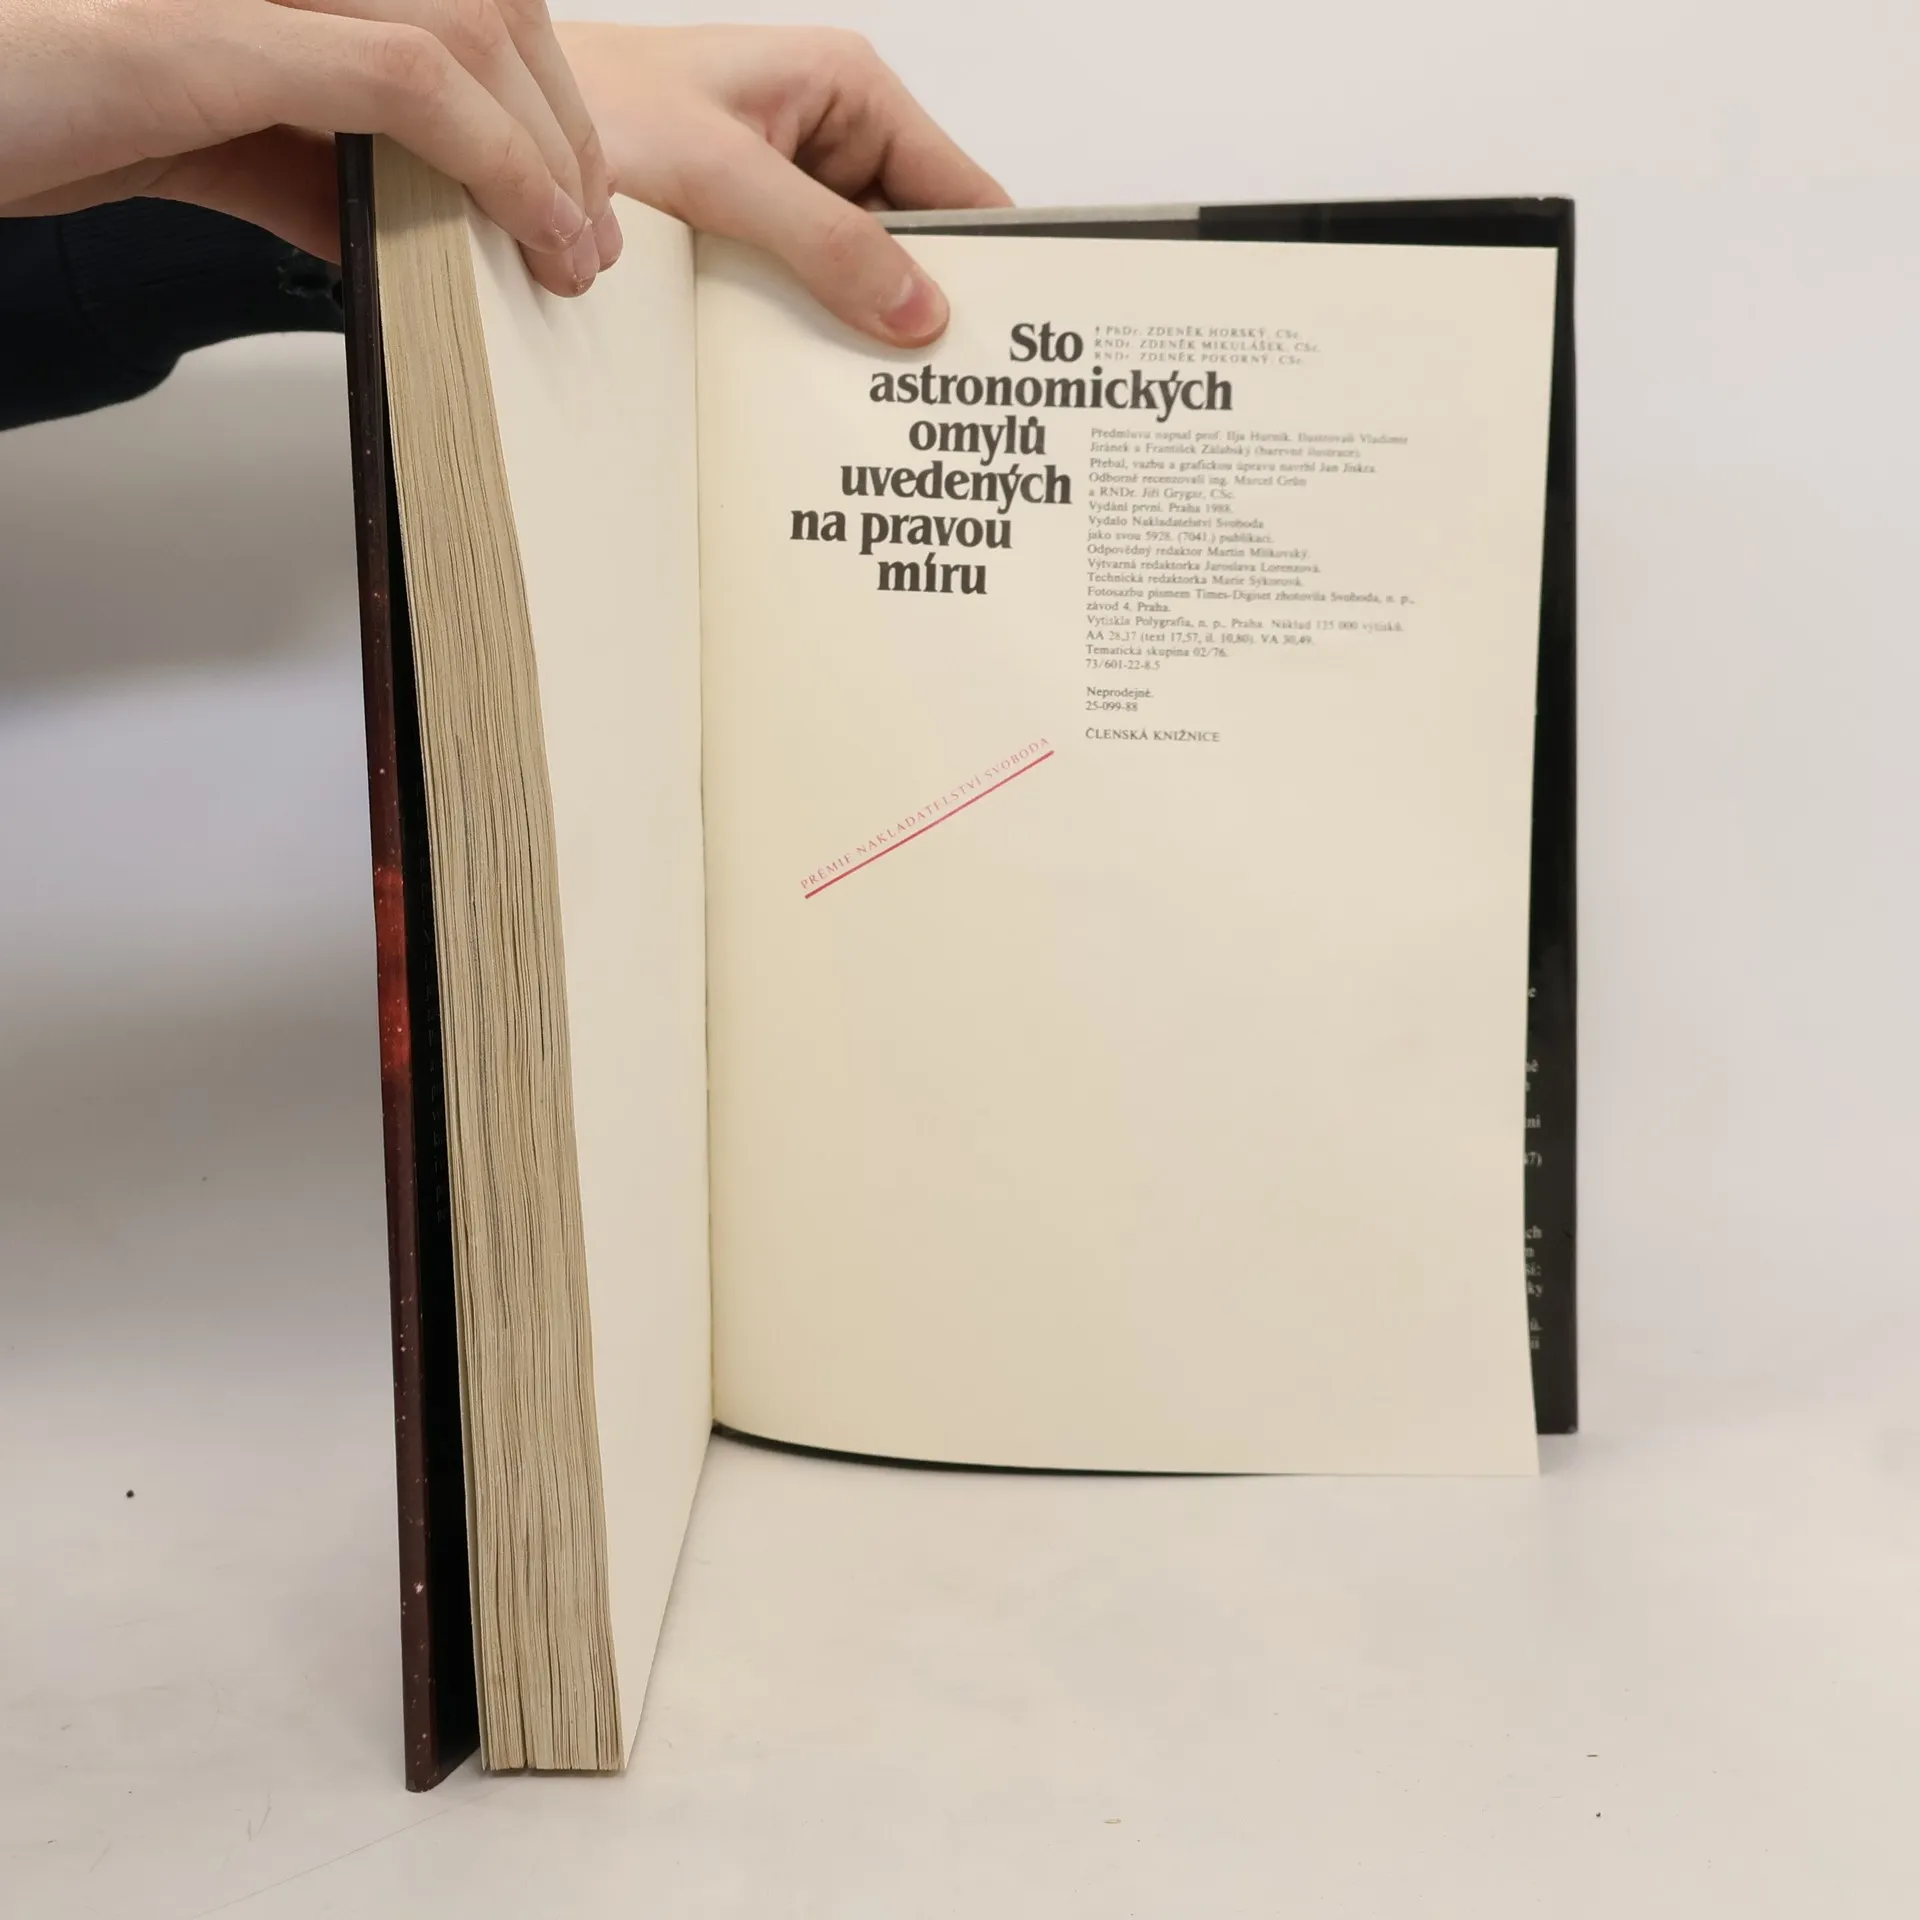 Sto
† PhDr. ZDENĚK HORSKÝ, CSc.
RNDr. ZDENĚK MIKULÁŠEK, CSc.
RNDr. ZDENĚK POKORNÝ, CSc.
astronomických
omylů
uvedených
na pravou
míru
Předmluvu napsal prof. Ilja Hurník. Ilustrovali Vladimír
Jiránek a František Zálabský (barevné ilustrace).
Přebal, vazbu a grafickou úpravu navrhl Jan Jiskra
Odborně recenzovali ing. Marcel Grün
a RNDr. Jiří Grygar, CSc.
Vydání první. Praha 1988.
Vydalo Nakladatelství Svoboda
jako svou 5928. (7041.) publikaci.
Odpovědný redaktor Martin Miškovský.
Výtvarná redaktorka Jaroslava Lorenzová.
Technická redaktorka Marie Sýkorová.
Fotosazbu písmem Times-Digiset zhotovila Svoboda, n. p.,
závod 4, Praha.
Vytiskla Polygrafia, n. p., Praha. Náklad 125 000 výtisků.
AA 28,37 (text 17,57, il. 10,80). VA 30,49.
Tematická skupina 02/76.
73/601-22-8.5
Neprodejné.
25-099-88
ČLENSKÁ KNIŽNICE
PRÉMIE NAKLADATELSTVÍ SVOBODA